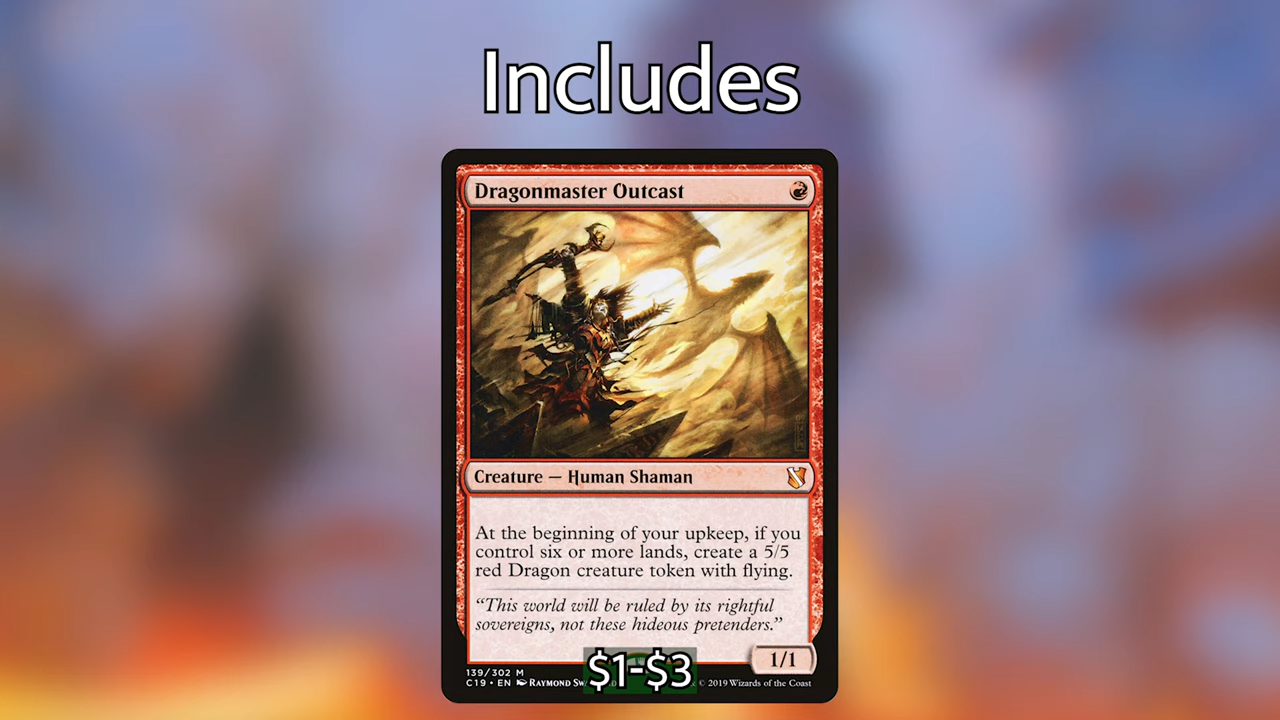 Includes
Dragonmaster Outcast
Creature — Human Shaman
At the beginning of your upkeep, if you
control six or more lands, create a 5/5
red Dragon creature token with flying.
“This world will be ruled by its rightful
sovereigns, not these hideous pretenders.”
1/1
$1-$3
139/302 M
C19 • EN RAYMOND © 2019 Wizards of the Coast